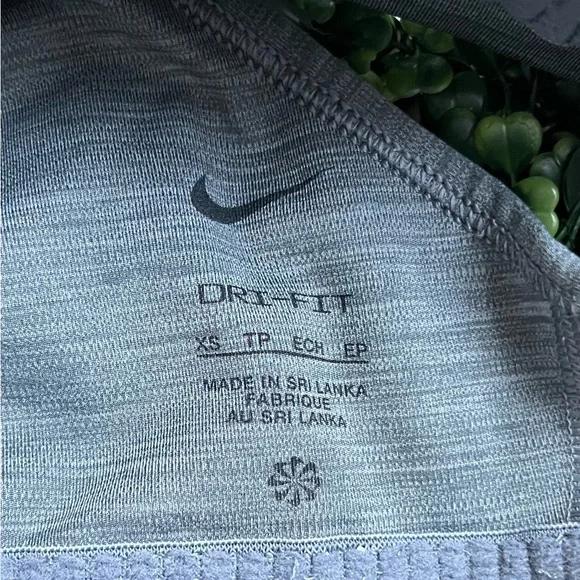 DRI-FIT
XS TP ECH EP
MADE IN SRI LANKA
FABRIQUE
AU SRI LANKA